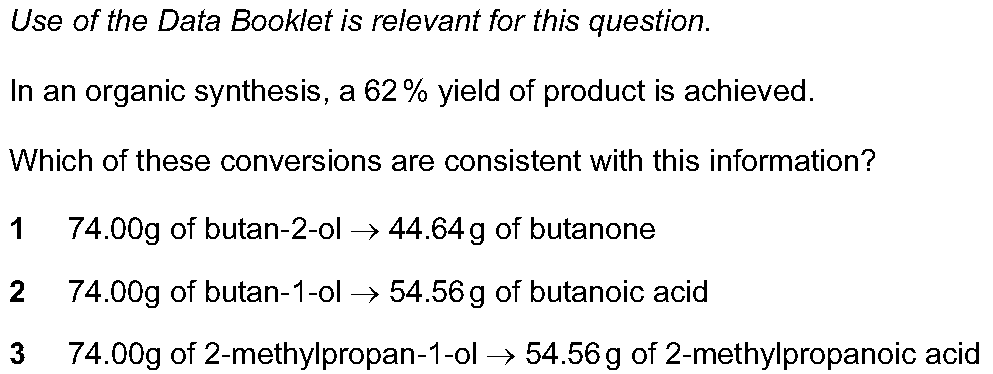 Use of the Data Booklet is relevant for this question.
In an organic synthesis, a 62 % yield of product is achieved.
Which of these conversions are consistent with this information?
1 74.00g of butan-2-ol → 44.64 g of butanone
2 74.00g of butan-1-ol → 54.56 g of butanoic acid
3 74.00g of 2-methylpropan-1-ol → 54.56 g of 2-methylpropanoic acid